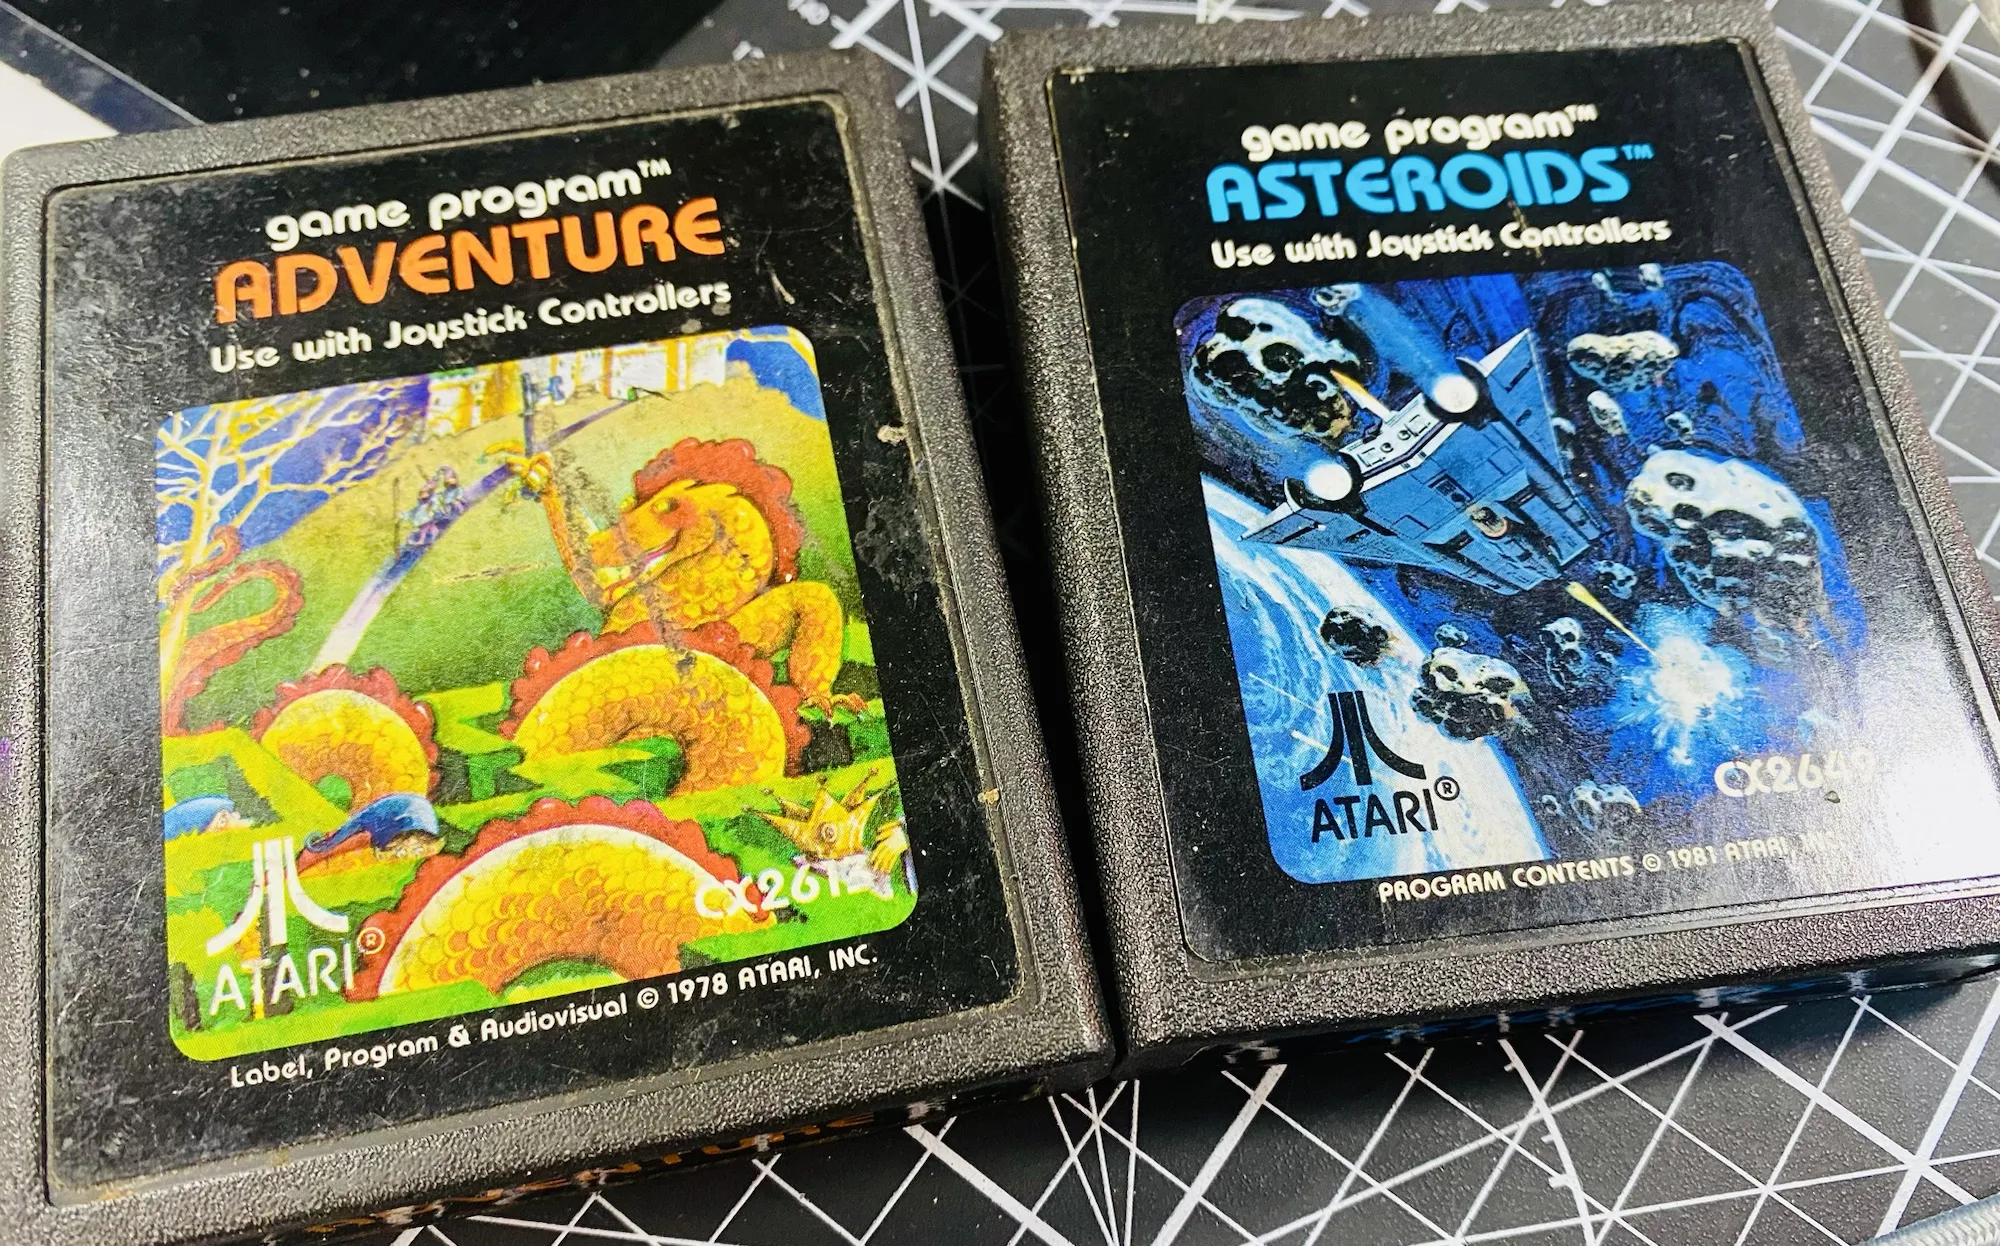 game program™
ADVENTURE
Use with Joystick Controllers
ATARI®
Label, Program & Audiovisual © 1978 ATARI, INC.
game program™
ASTEROIDS™
Use with Joystick Controllers
ATARI®
CX2649
PROGRAM CONTENTS © 1981 ATARI, INC.